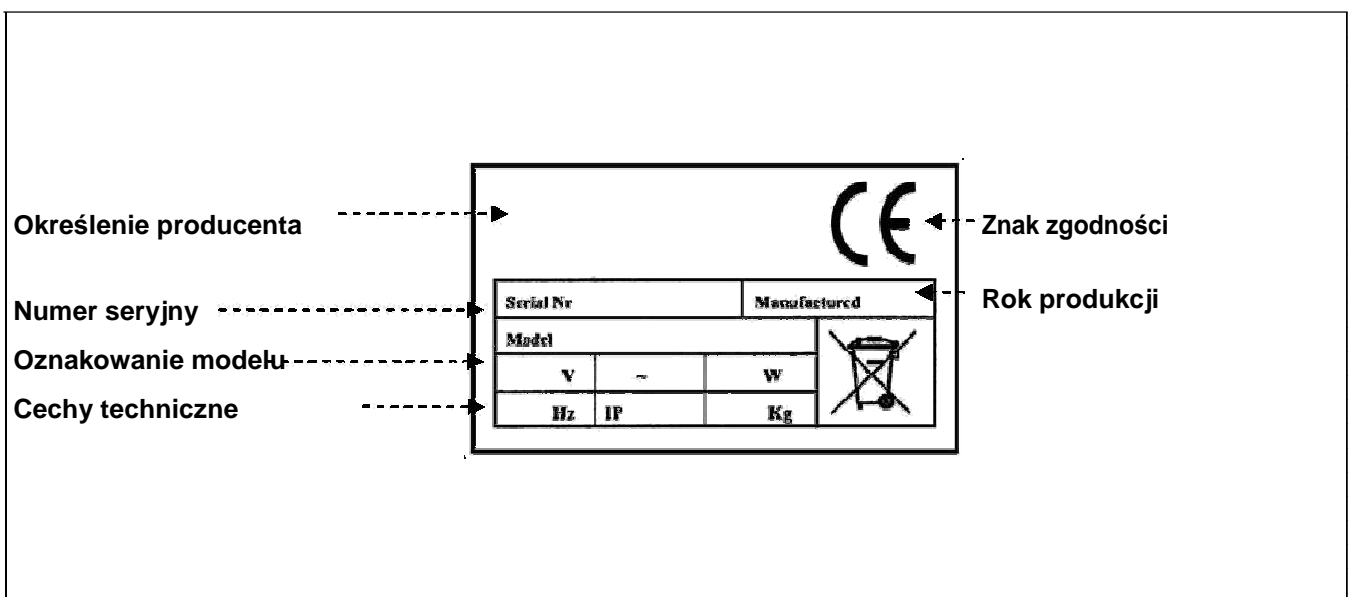 Określenie producenta
CE
Znak zgodności
Numer seryjny
Serial Nr
Manufactured
Rok produkcji
Oznakowanie modelu
Model
V ~ W
Cechy techniczne
Hz IP Kg